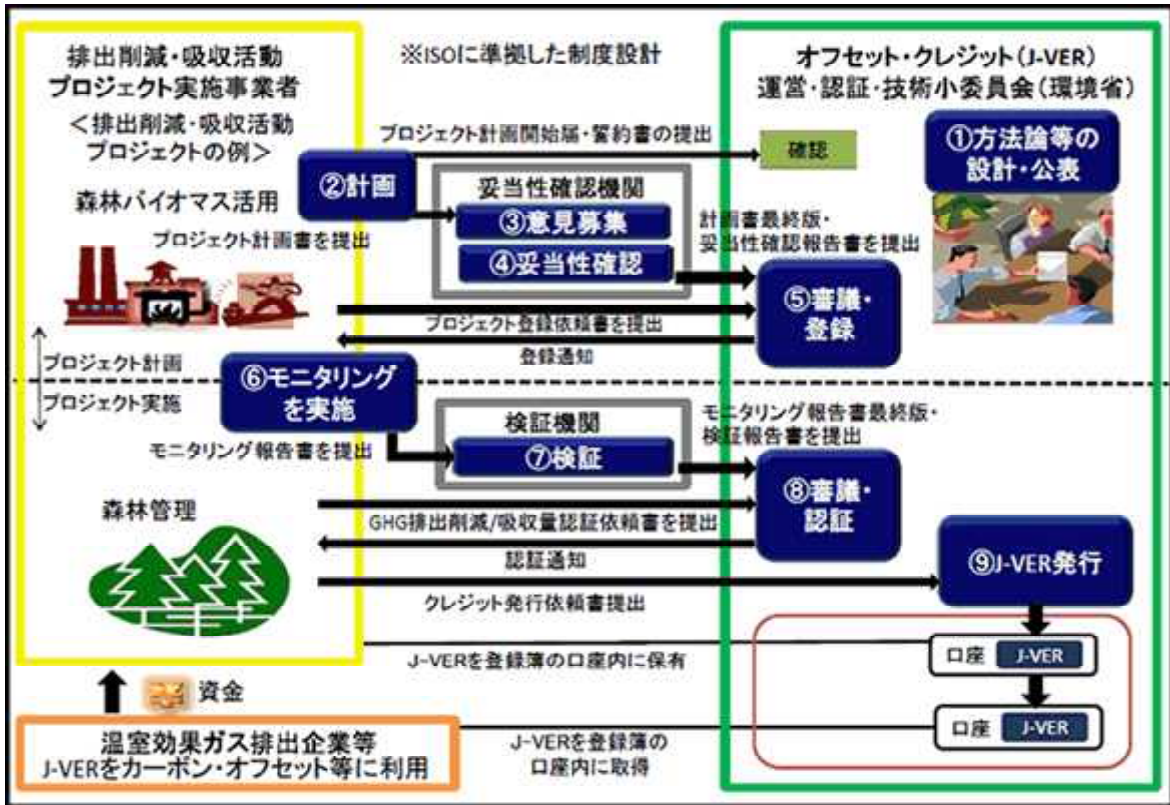 排出削減・吸収活動
プロジェクト実施事業者
<排出削減・吸収活動
プロジェクトの例>
※ISOに準拠した制度設計
オフセット・クレジット(J-VER)
運営・認証・技術小委員会(環境省)
プロジェクト計画開始届・誓約書の提出
確認
①方法論等の
設計・公表
②計画
妥当性確認機関
③意見募集
④妥当性確認
森林バイオマス活用
プロジェクト計画書を提出
計画書最終版・
妥当性確認報告書を提出
⑤審議・
登録
プロジェクト登録依頼書を提出
登録通知
プロジェクト計画
プロジェクト実施
⑥モニタリング
を実施
モニタリング報告書を提出
検証機関
⑦検証
モニタリング報告書最終版・
検証報告書を提出
⑧審議・
認証
森林管理
GHG排出削減/吸収量認証依頼書を提出
認証通知
クレジット発行依頼書提出
⑨J-VER発行
J-VERを登録簿の口座内に保有
口座 J-VER
口座 J-VER
資金
温室効果ガス排出企業等
J-VERをカーボン・オフセット等に利用
J-VERを登録簿の
口座内に取得